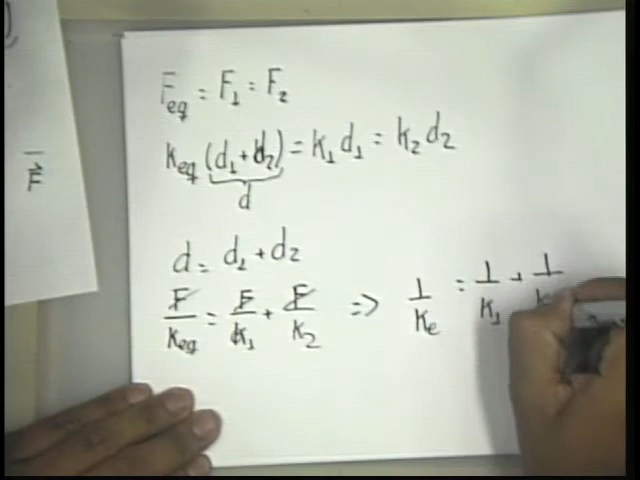 F⃗
F_eq = F_1 = F_2
K_eq (d_1 + d_2) = K_1 d_1 = K_2 d_2
d
d = d_1 + d_2
F/K_eq = F/K_1 + F/K_2 => 1/K_e = 1/K_1 + 1/K